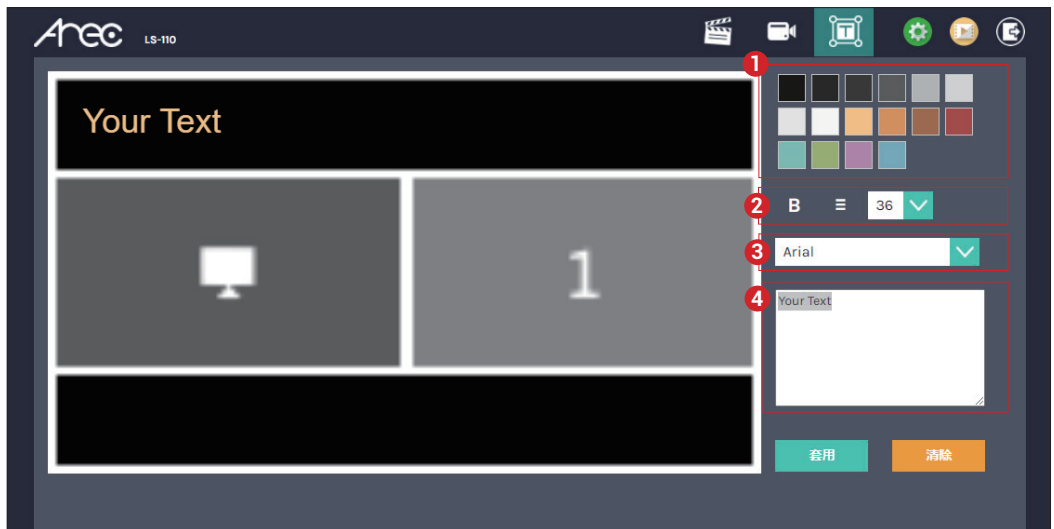 Arec LS-110
1
Your Text
2
B 36
1
3
Arial
4
Your Text
套用 清除